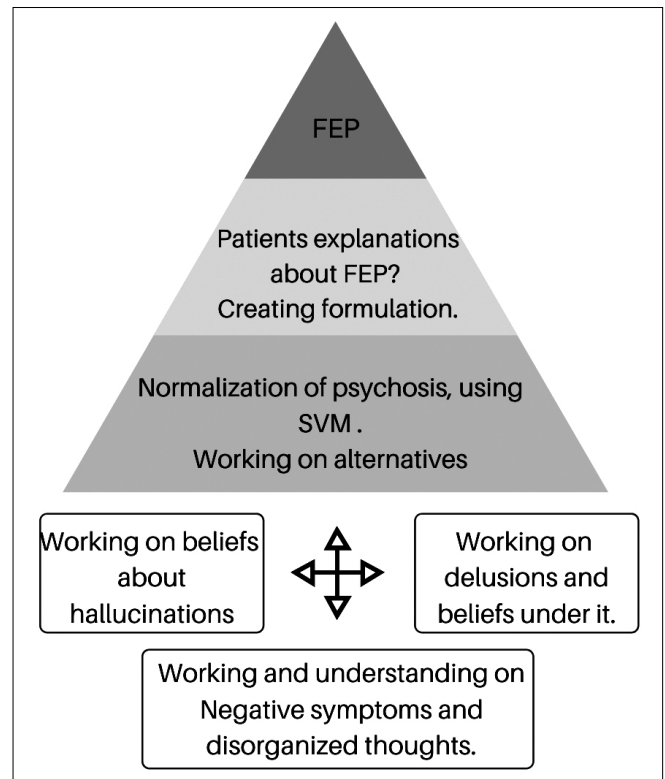 FEP
Patients explanations
about FEP?
Creating formulation.
Normalization of psychosis, using
SVM .
Working on alternatives
Working on beliefs
about
hallucinations
Working on
delusions and
beliefs under it.
Working and understanding on
Negative symptoms and
disorganized thoughts.